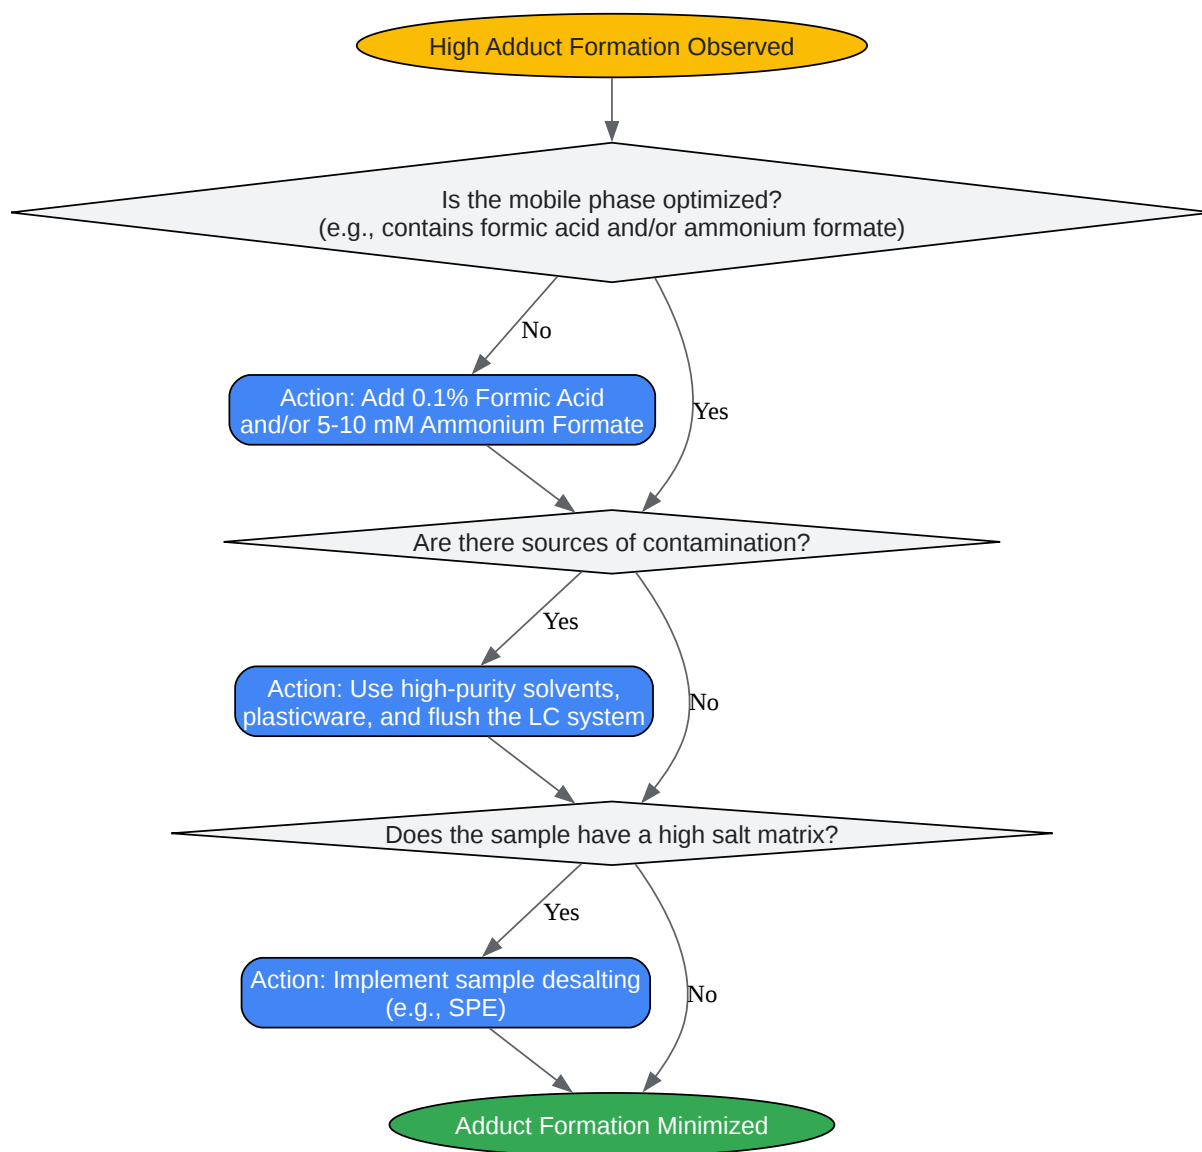 High Adduct Formation Observed
Is the mobile phase optimized?
(e.g., contains formic acid and/or ammonium formate)
No
Action: Add 0.1% Formic Acid
and/or 5-10 mM Ammonium Formate
Yes
Are there sources of contamination?
Yes
Action: Use high-purity solvents,
plasticware, and flush the LC system
No
Does the sample have a high salt matrix?
Yes
Action: Implement sample desalting
(e.g., SPE)
No
Adduct Formation Minimized